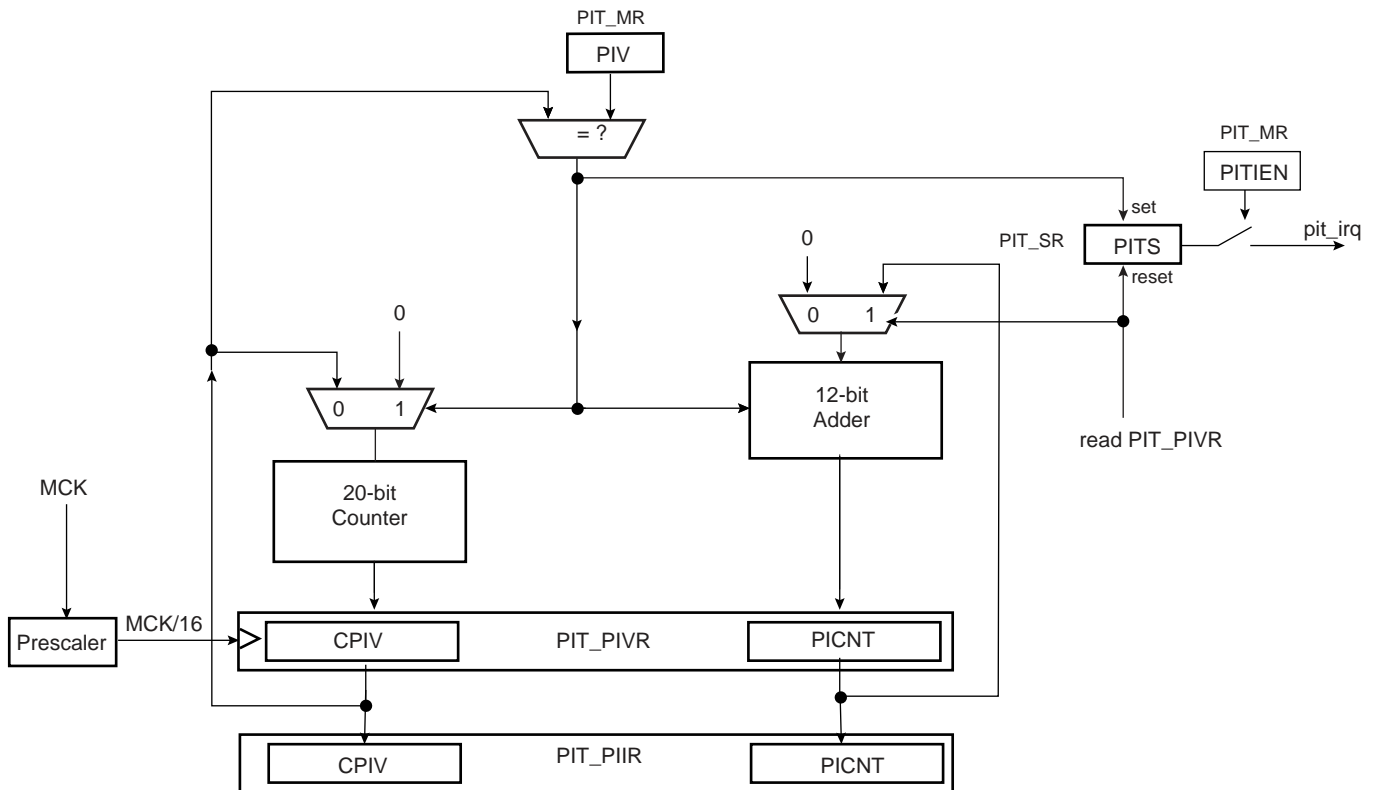 PIT_MR
PIV
= ?
PIT_MR
PITIEN
set
0
PIT_SR
PITS
pit_irq
reset
0
0 1
0 1
12-bit
Adder
read PIT_PIVR
MCK
20-bit
Counter
MCK/16
Prescaler
CPIV
PIT_PIVR
PICNT
CPIV
PIT_PIIR
PICNT